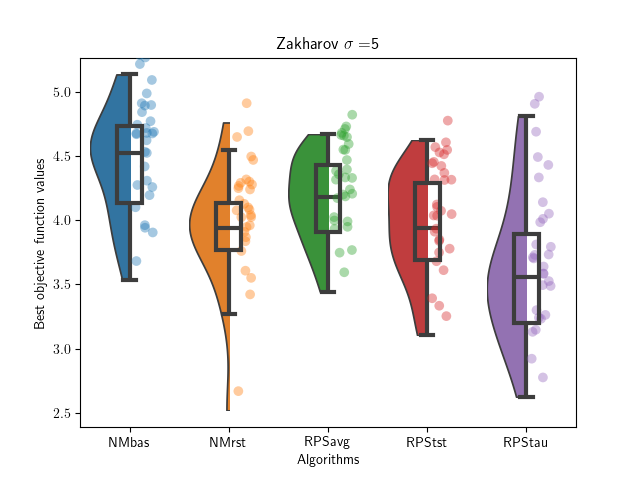 Zakharov σ =5
Best objective function values
5.0
4.5
4.0
3.5
3.0
2.5
NMbas NMrst RPSavg RPStst RPStau
Algorithms